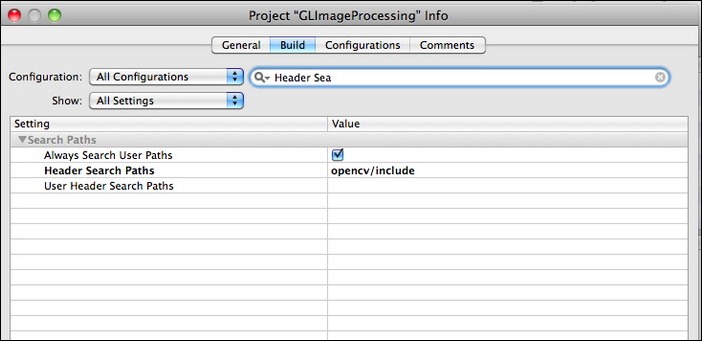 Project "GLImageProcessing" Info
General Build Configurations Comments
Configuration: All Configurations Header Sea
Show: All Settings
Setting Value
Search Paths
Always Search User Paths
Header Search Paths opencv/include
User Header Search Paths